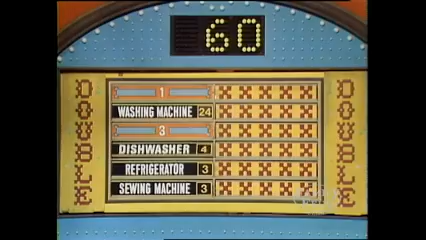 60
1
WASHING MACHINE 24
3
DISHWASHER 4
REFRIGERATOR 3
SEWING MACHINE 3
DOUBLE
DOUBLE